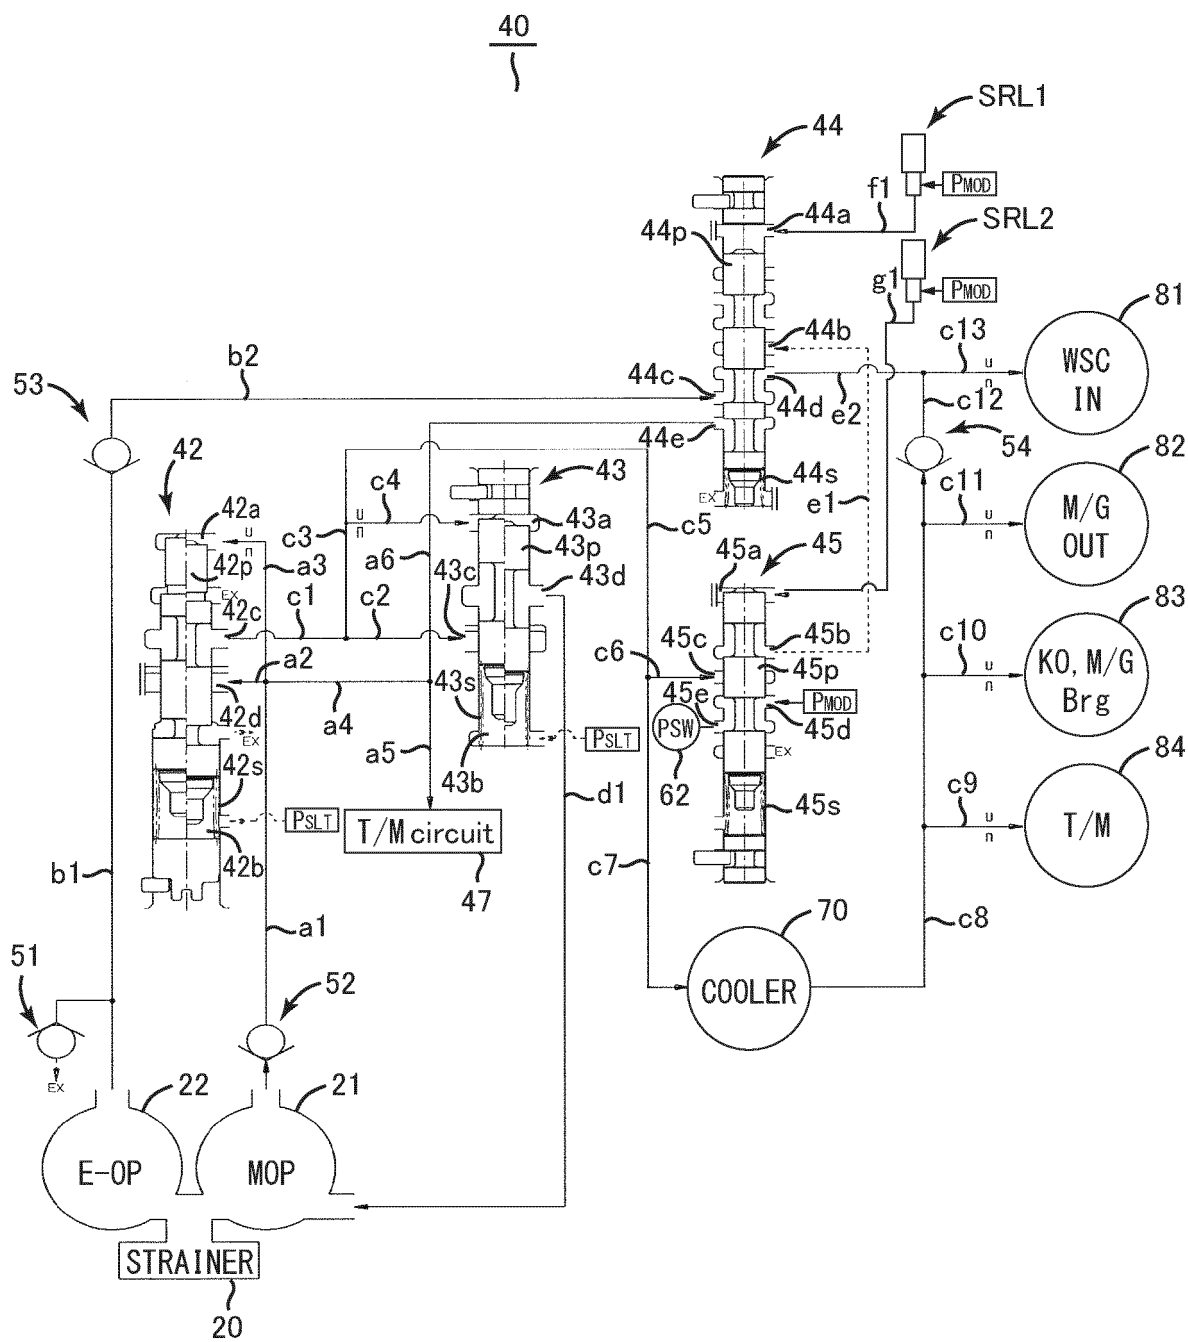 40
SRL1
44
PMOD
f1
44a
SRL2
44p
g1
PMOD
81
c13
u
n
WSC
IN
b2
44b
53
44c
44d
e2
c12
42
44e
43
54
82
c4
44s
EX
c11
u
n
M/G
OUT
42a
u
n
u
n
c3
43a
e1
c5
42p
a3
a6
43p
45a
45
83
EX
43c
43d
42c
c1
c2
45b
c10
u
n
KO, M/G
Brg
a2
c6
45c
45p
42d
a4
43s
45e
PMOD
PSW
45d
EX
a5
PSLT
EX
84
42s
43b
62
c9
u
n
T/M
d1
45s
PSLT
T/M circuit
42b
b1
c7
47
70
a1
c8
51
52
COOLER
EX
22
21
E-OP
MOP
STRAINER
20